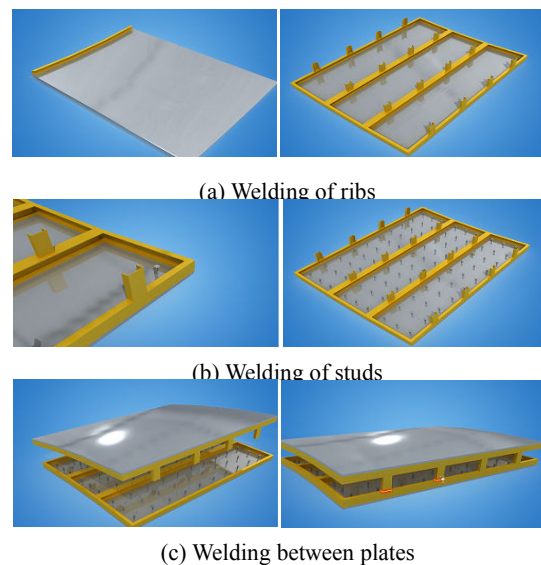 (a) Welding of ribs
(b) Welding of studs
(c) Welding between plates